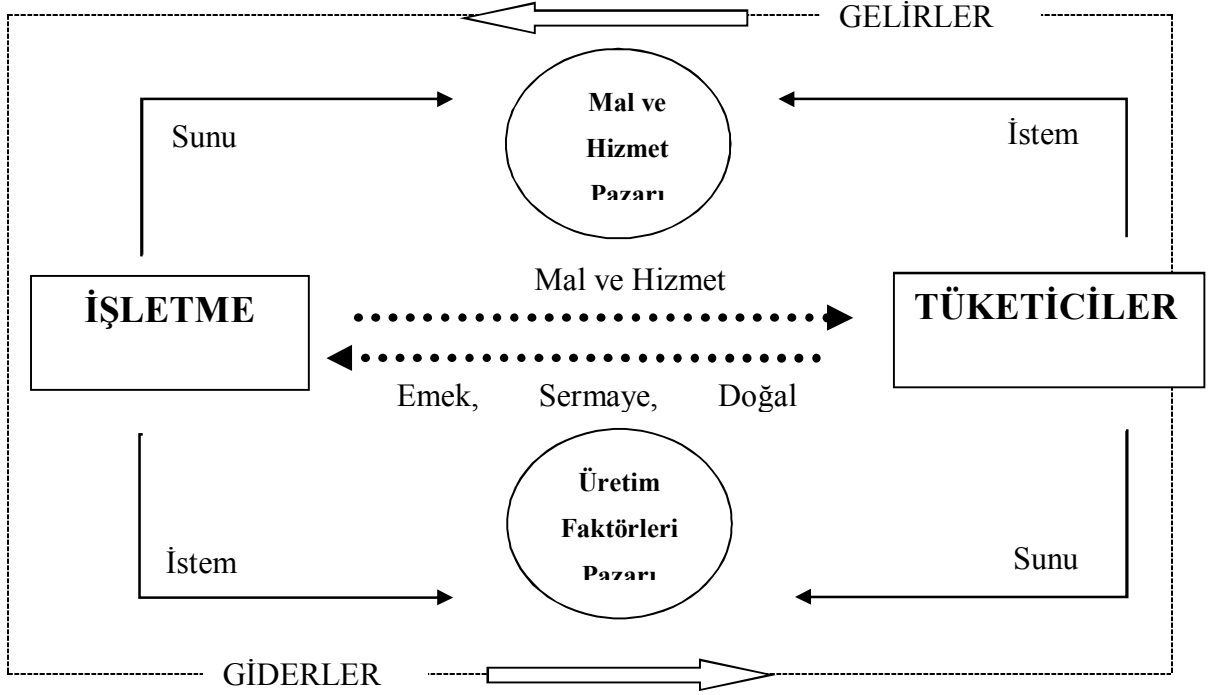 GELİRLER
Mal ve
Hizmet
Pazarı
Sunu
İstem
Mal ve Hizmet
İŞLETME
TÜKETİCİLER
Emek, Sermaye, Doğal
Üretim
Faktörleri
Pazarı
İstem
Sunu
GİDERLER